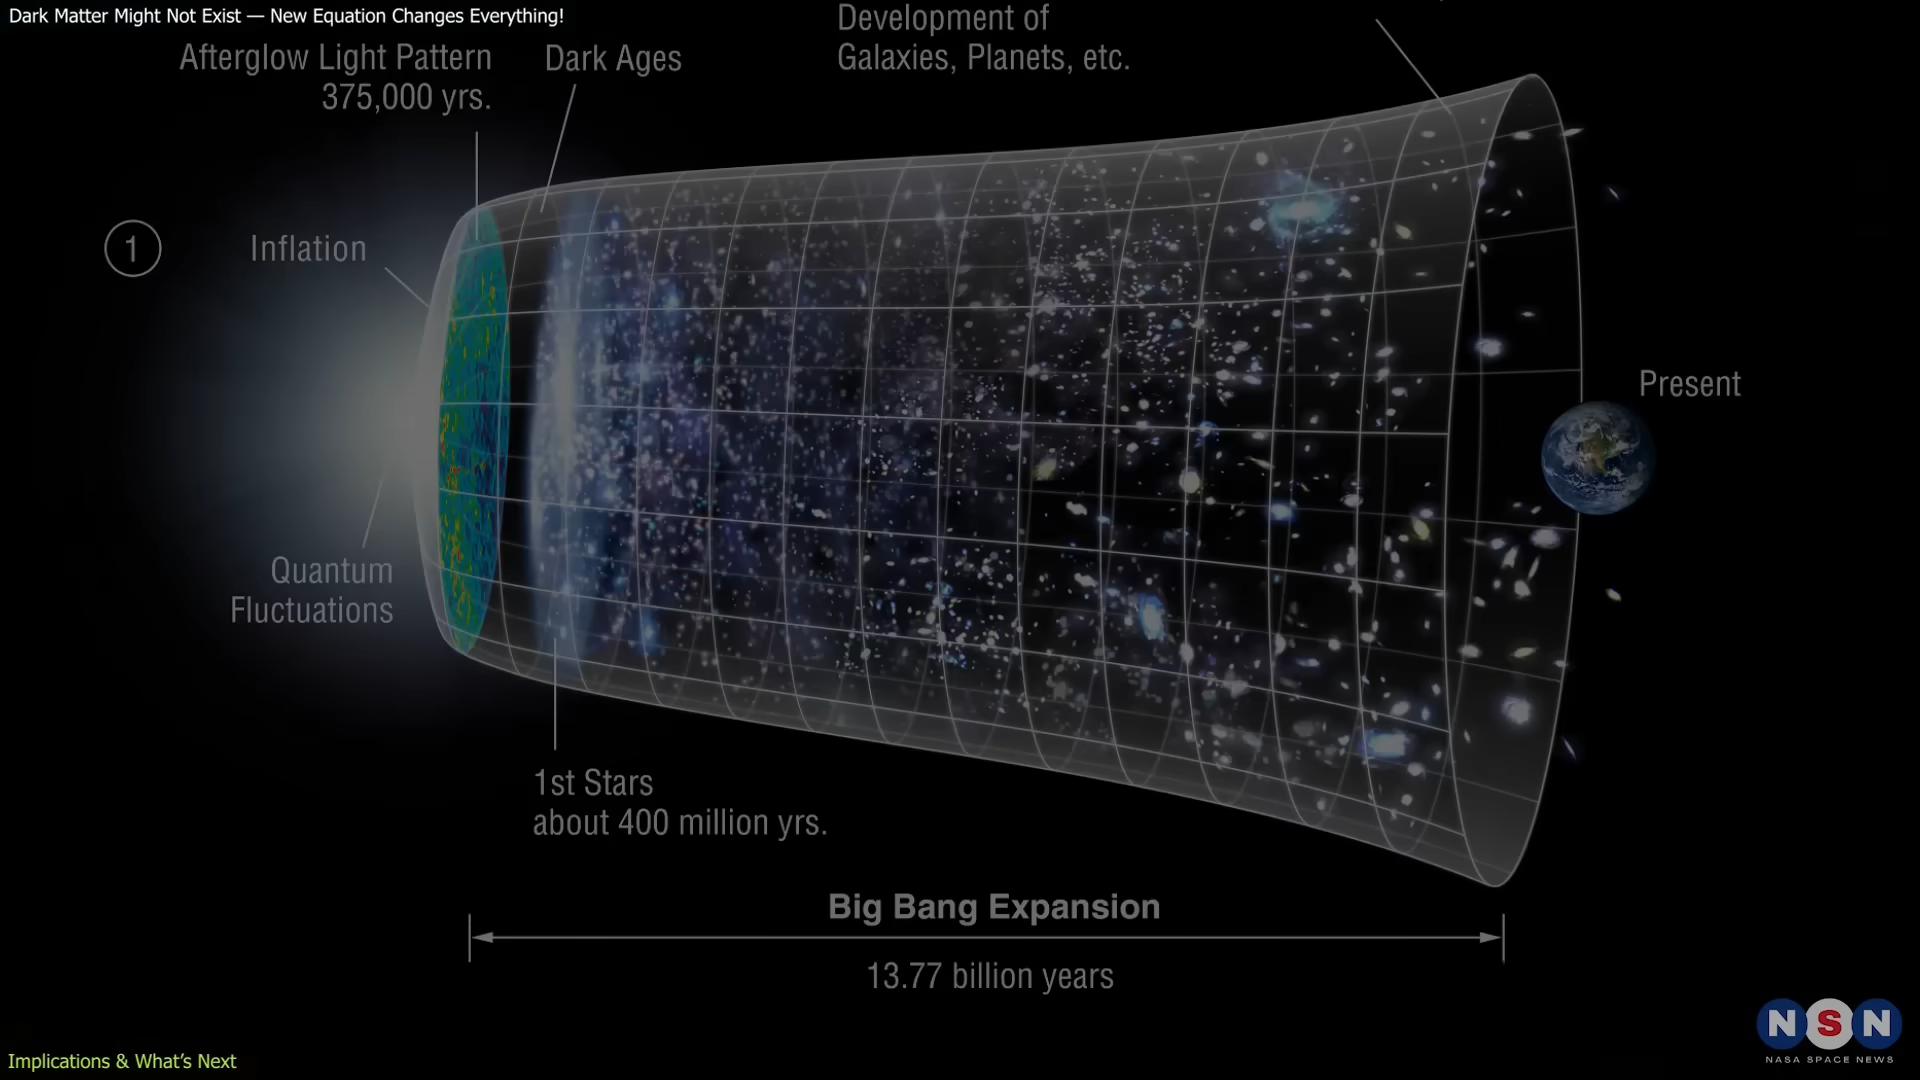 Dark Matter Might Not Exist — New Equation Changes Everything!
Afterglow Light Pattern
375,000 yrs.
Dark Ages
Development of
Galaxies, Planets, etc.
1
Inflation
Present
Quantum
Fluctuations
1st Stars
about 400 million yrs.
Big Bang Expansion
13.77 billion years
NSN
NASA SPACE NEWS
Implications & What’s Next